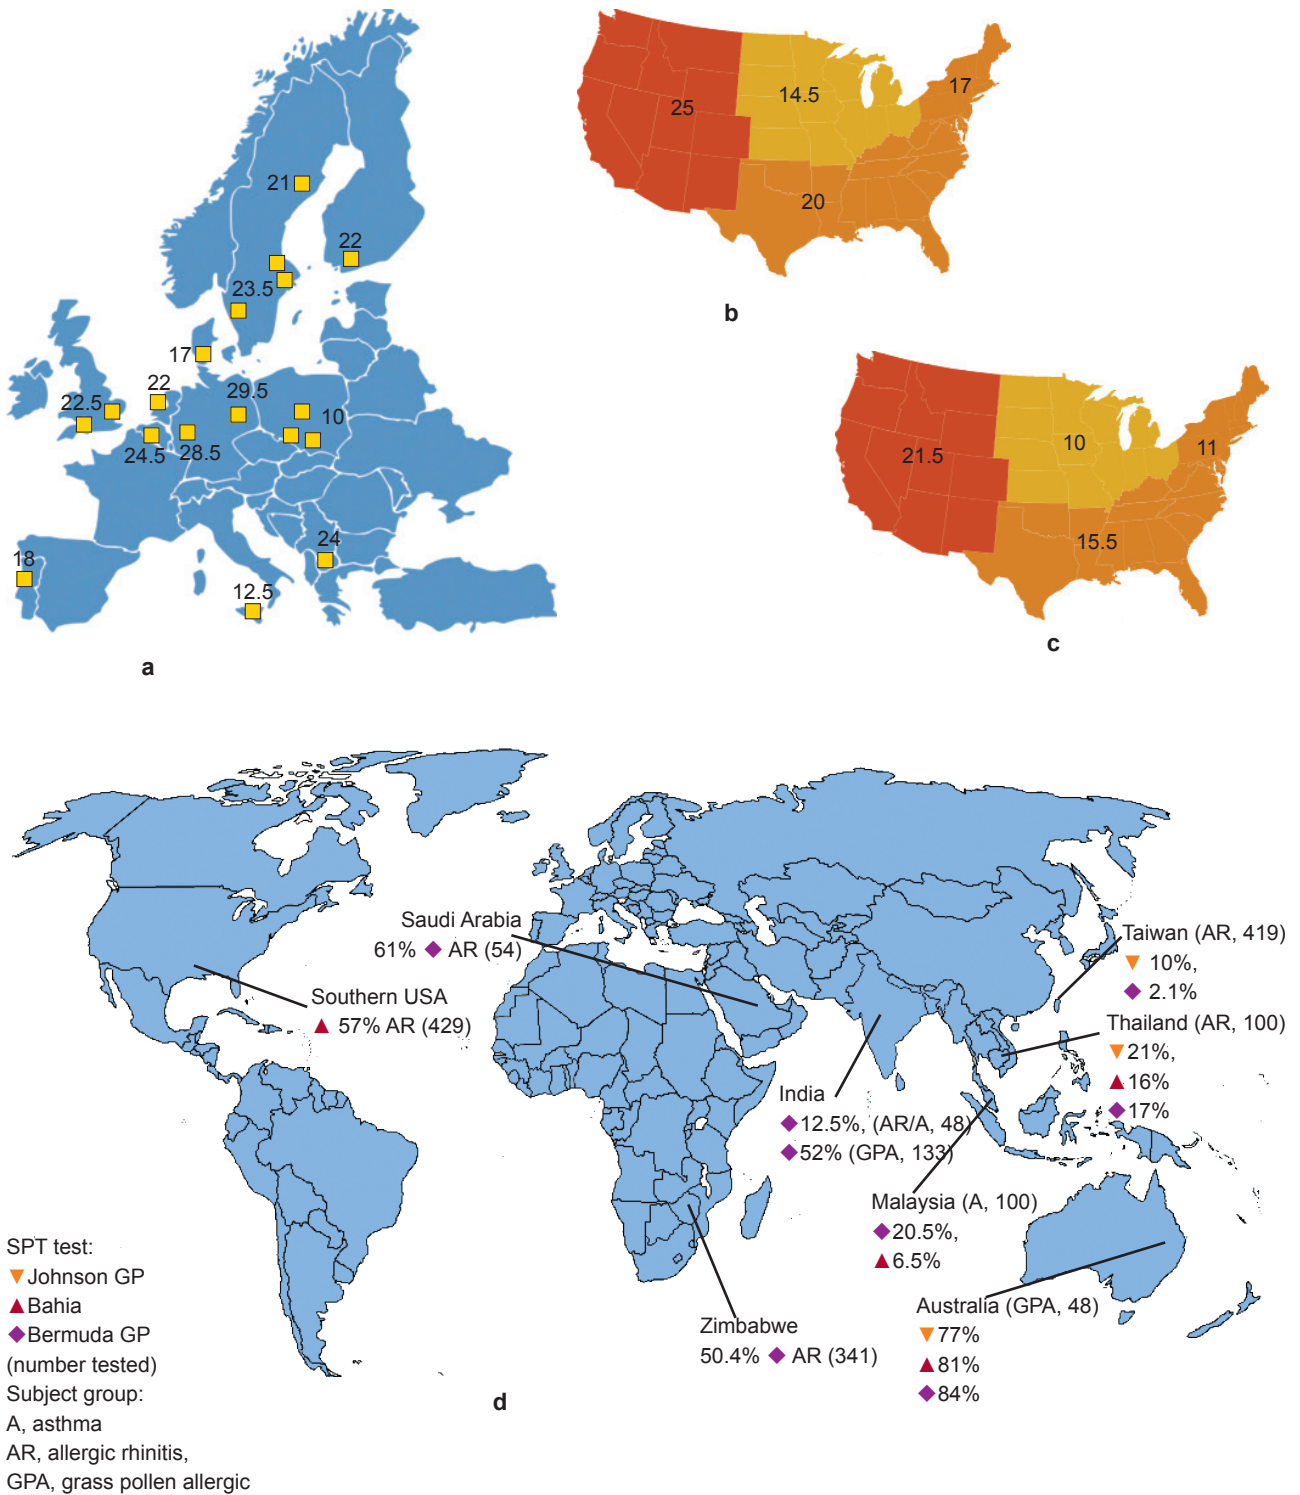 21
22
23.5
17
22
29.5
22.5
10
24.5
28.5
24
18
12.5
a
25
14.5
17
20
b
21.5
10
11
15.5
c
Saudi Arabia
61% AR (54)
Southern USA
57% AR (429)
Taiwan (AR, 419)
10%,
2.1%
Thailand (AR, 100)
21%,
16%
17%
India
12.5%, (AR/A, 48)
52% (GPA, 133)
Malaysia (A, 100)
20.5%,
6.5%
Australia (GPA, 48)
77%
81%
84%
Zimbabwe
50.4% AR (341)
SPT test:
Johnson GP
Bahia
Bermuda GP
(number tested)
Subject group:
A, asthma
AR, allergic rhinitis,
GPA, grass pollen allergic
d